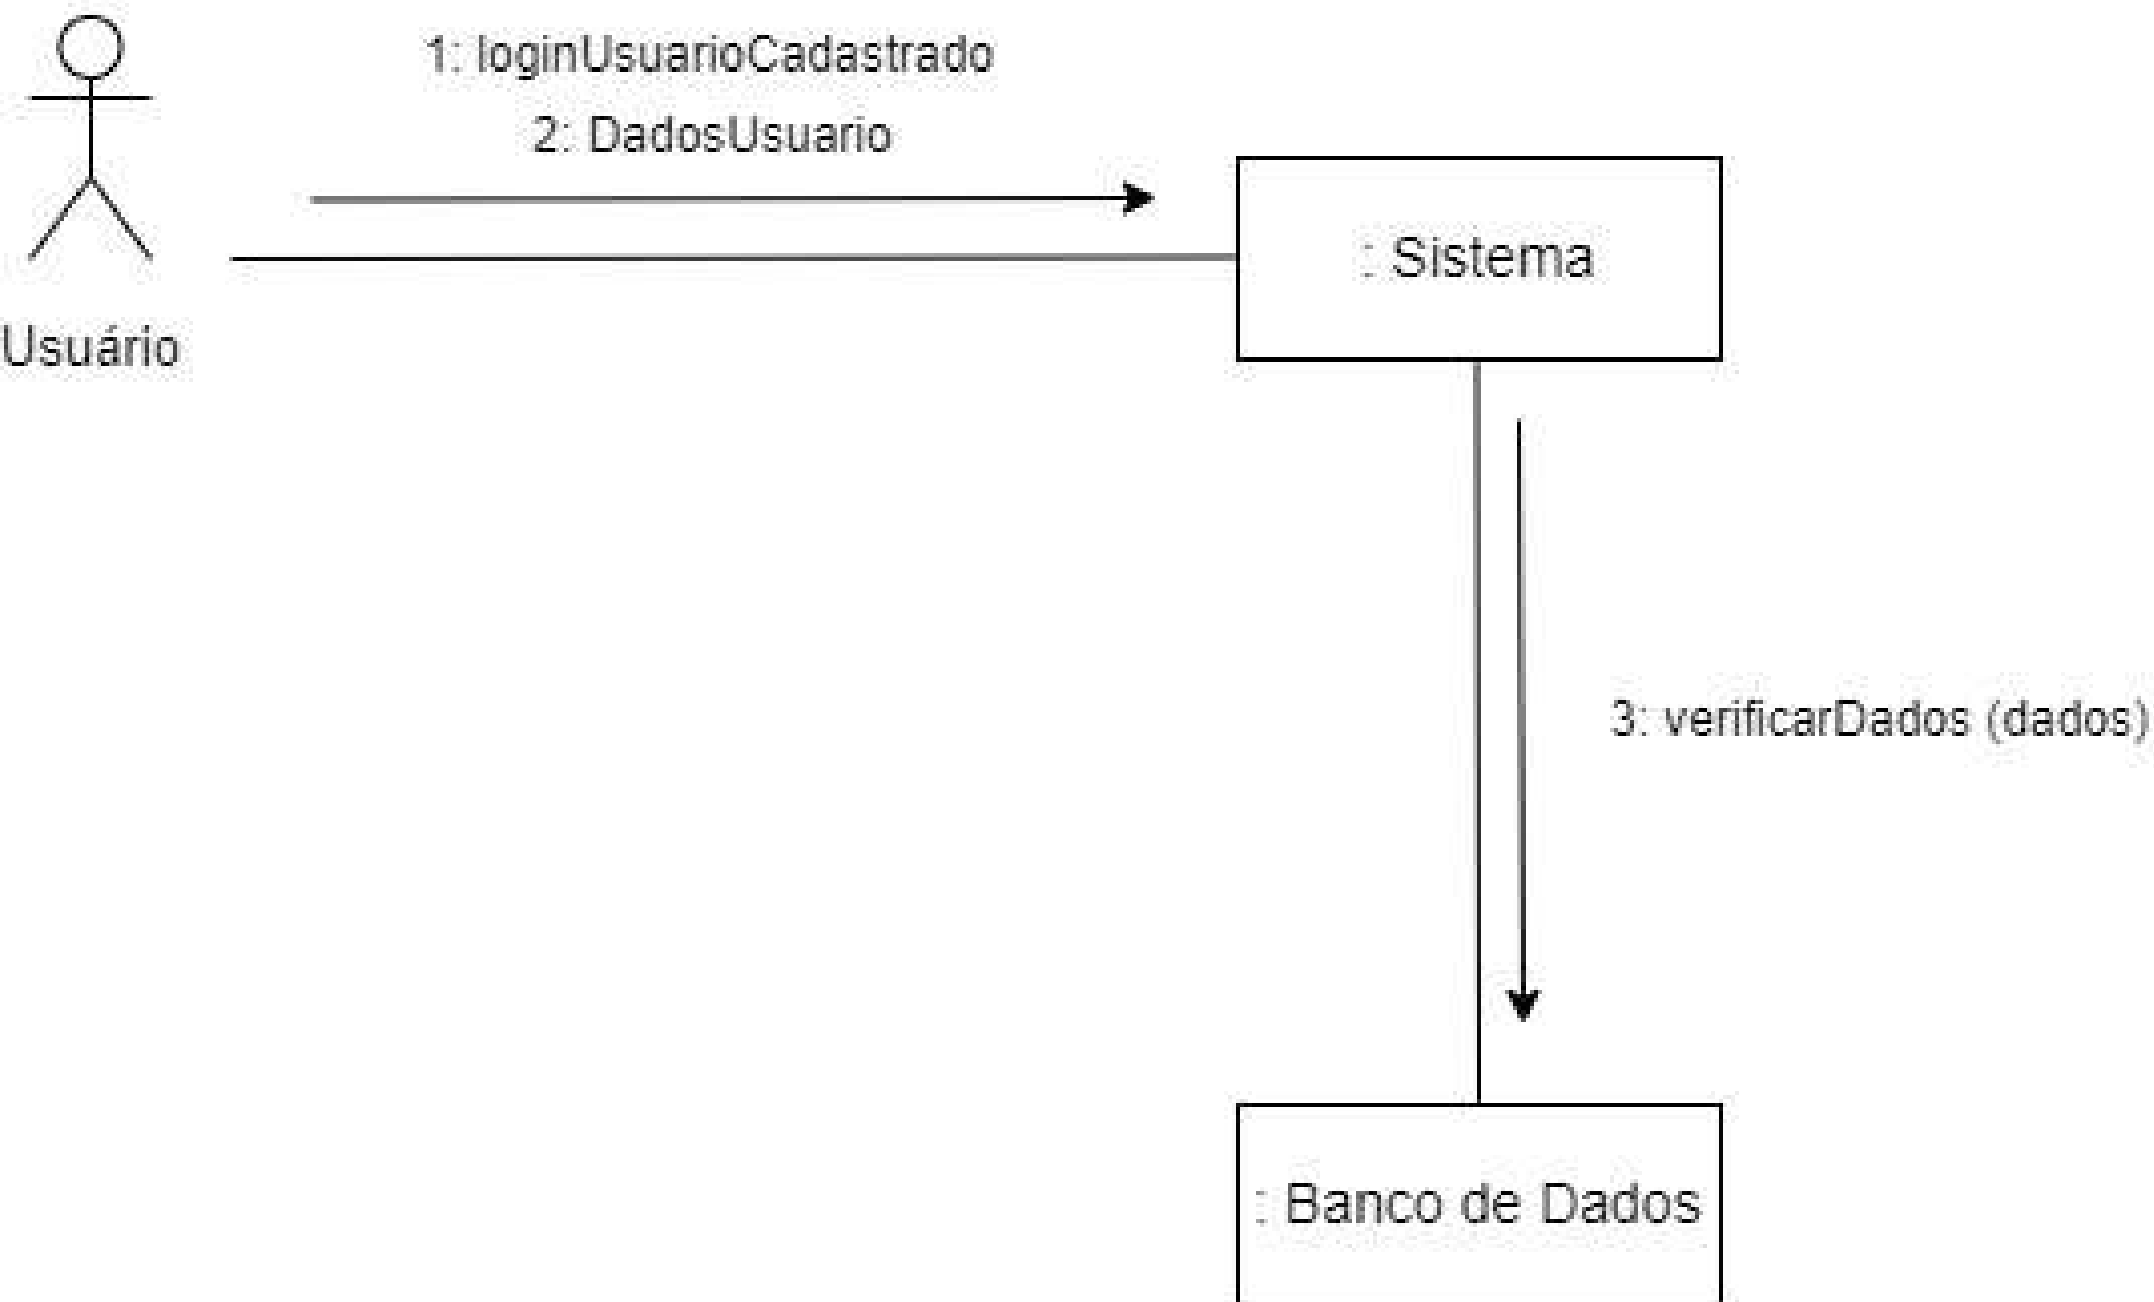 1: loginUsuarioCadastrado
2: DadosUsuario
: Sistema
Usuário
3: verificarDados (dados)
: Banco de Dados